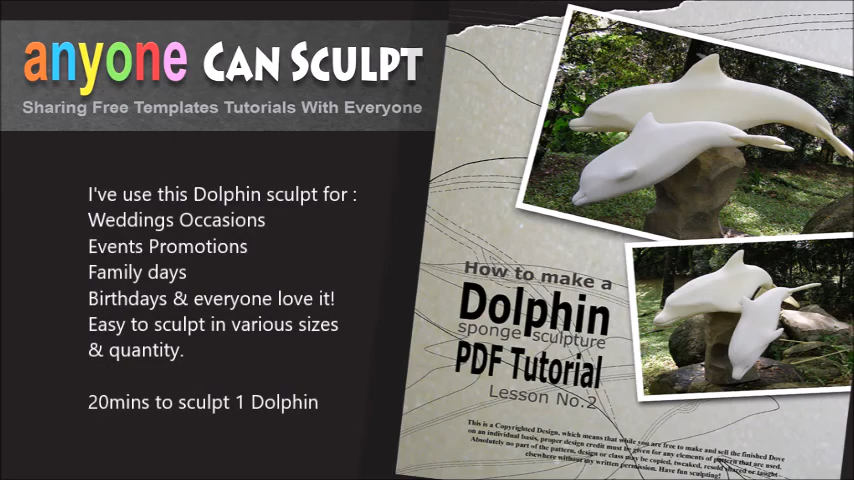 anyone CAN SCULPT
Sharing Free Templates Tutorials With Everyone
I've use this Dolphin sculpt for :
Weddings Occasions
Events Promotions
Family days
Birthdays & everyone love it!
Easy to sculpt in various sizes
& quantity.
20mins to sculpt 1 Dolphin
How to make a
Dolphin
sponge sculpture
PDF Tutorial
Lesson No.2
This is a Copyrighted Design, which means that while you are free to make and sell the finished Dove
on an individual basis, proper design credit must be given for any elements of pattern that are used.
Absolutely no part of the pattern, design or class may be copied, tweaked, resold shared or taught
elsewhere without my written permission. Have fun sculpting!